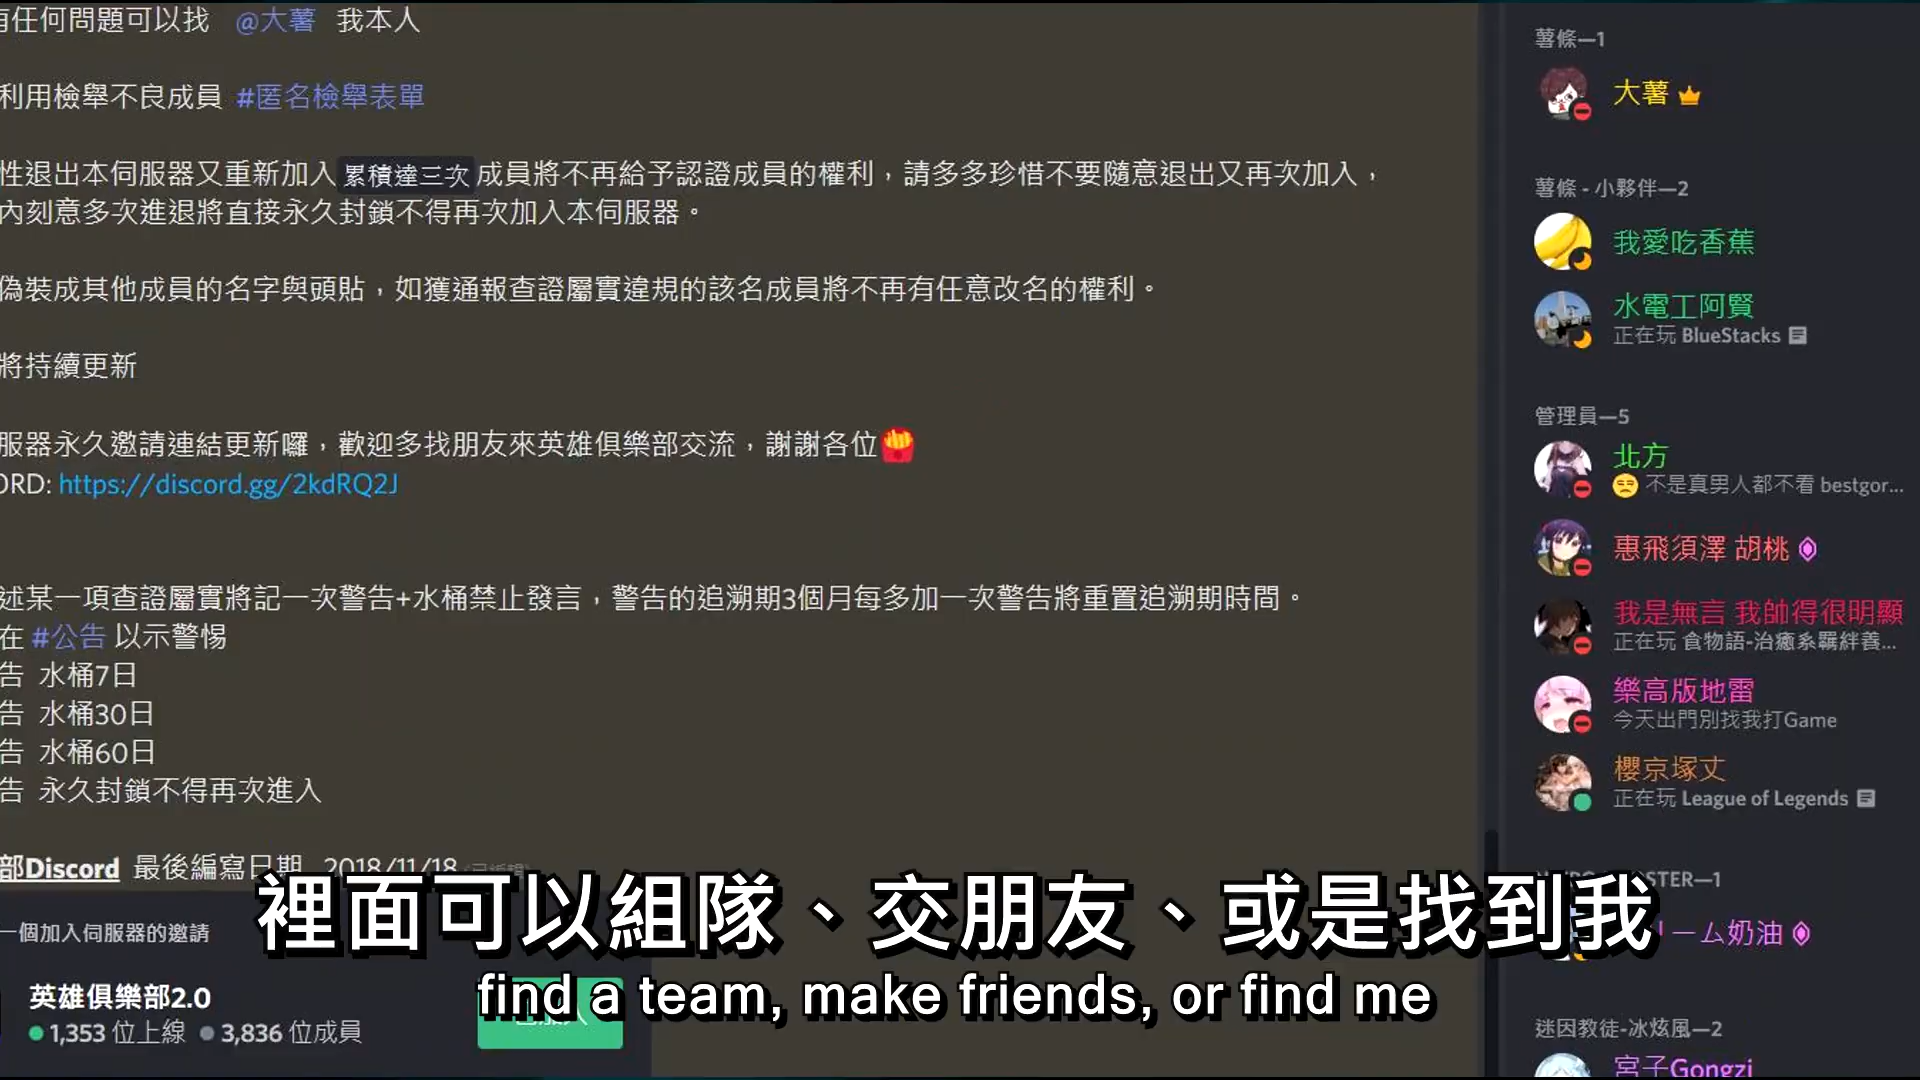 有任何問題可以找 @大薯 我本人
利用檢舉不良成員 #匿名檢舉表單
性退出本伺服器又重新加入 累積達三次 成員將不再給予認證成員的權利，請多多珍惜不要隨意退出又再次加入，
內刻意多次進退將直接永久封鎖不得再次加入本伺服器。
偽裝成其他成員的名字與頭貼，如獲通報查證屬實違規的該名成員將不再有任意改名的權利。
將持續更新
服器永久邀請連結更新囉，歡迎多找朋友來英雄俱樂部交流，謝謝各位
ORD: https://discord.gg/2kdRQ2J
述某一項查證屬實將記一次警告+水桶禁止發言，警告的追溯期3個月每多加一次警告將重置追溯期時間。
在 #公告 以示警惕
告 水桶7日
告 水桶30日
告 水桶60日
告 永久封鎖不得再次進入
部Discord 最後編寫日期 2018/11/18
一個加入伺服器的邀請
英雄俱樂部2.0
1,353 位上線 3,836 位成員
裡面可以組隊、交朋友、或是找到我
find a team, make friends, or find me
薯條—1
大薯
薯條 - 小夥伴—2
我愛吃香蕉
水電工阿賢
正在玩 BlueStacks
管理員—5
北方
不是真男人都不看 bestgor...
惠飛須澤 胡桃
我是無言 我帥得很明顯
正在玩 食物語-治癒系羈絆養...
樂高版地雷
今天出門別找我打Game
櫻京塚丈
正在玩 League of Legends
STER—1
リーム奶油
迷因教徒-冰炫風—2
宮子Gongzi